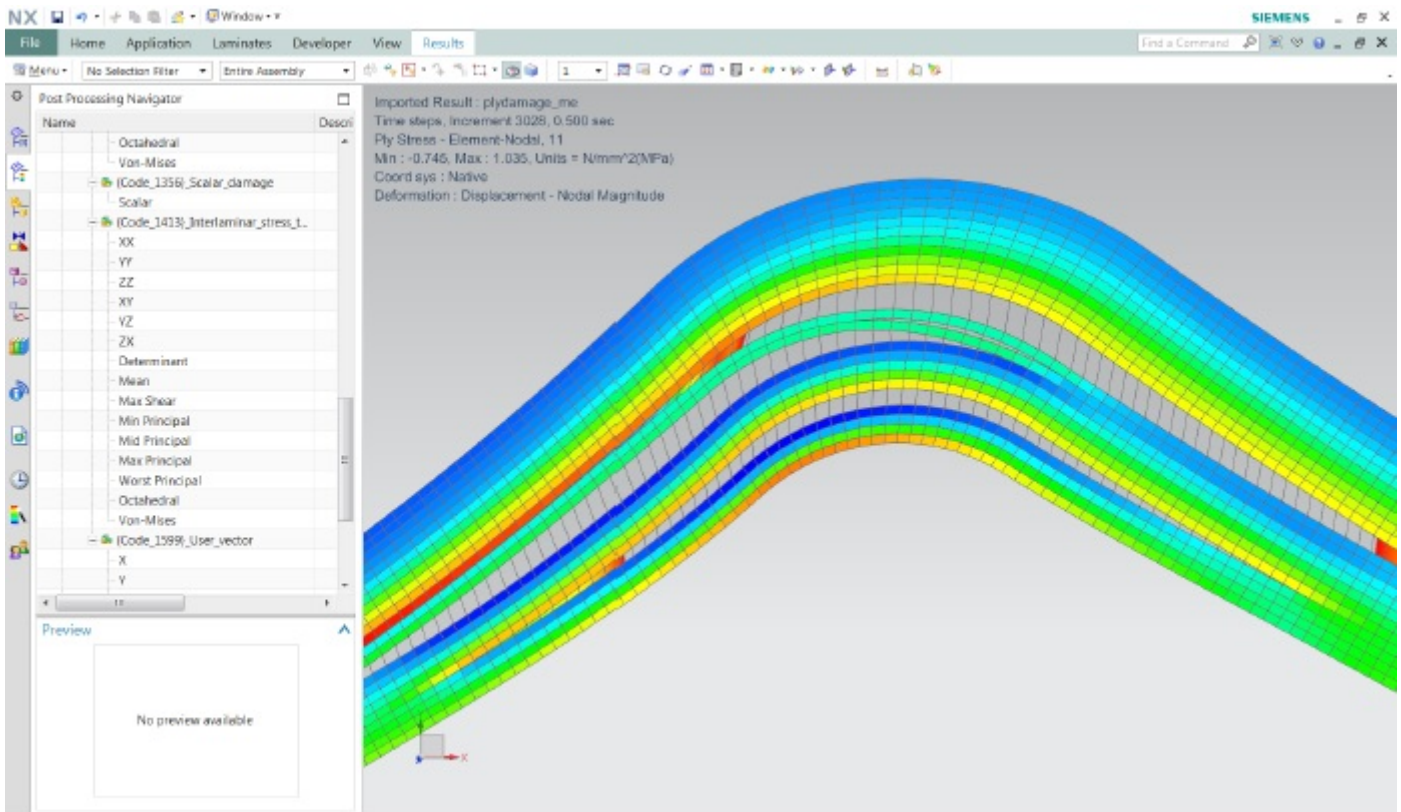 NX Window
SIEMENS
File Home Application Laminates Developer View Results
Find a Command
Menu No Selection Filter Entire Assembly 1
Post Processing Navigator
Name Descri
Octahedral
Von-Mises
(Code_1356)_Scalar_damage
Scalar
(Code_1413)_Interlaminar_stress_t...
XX
YY
ZZ
XY
YZ
ZX
Determinant
Mean
Max Shear
Min Principal
Mid Principal
Max Principal
Worst Principal
Octahedral
Von-Mises
(Code_1599)_User_vector
X
Y
Preview
No preview available
Imported Result : plydamage_me
Time steps, Increment 3028, 0.500 sec
Ply Stress - Element-Nodal, 11
Min : -0.745, Max : 1.035, Units = N/mm^2(MPa)
Coord sys : Native
Deformation : Displacement - Nodal Magnitude
X